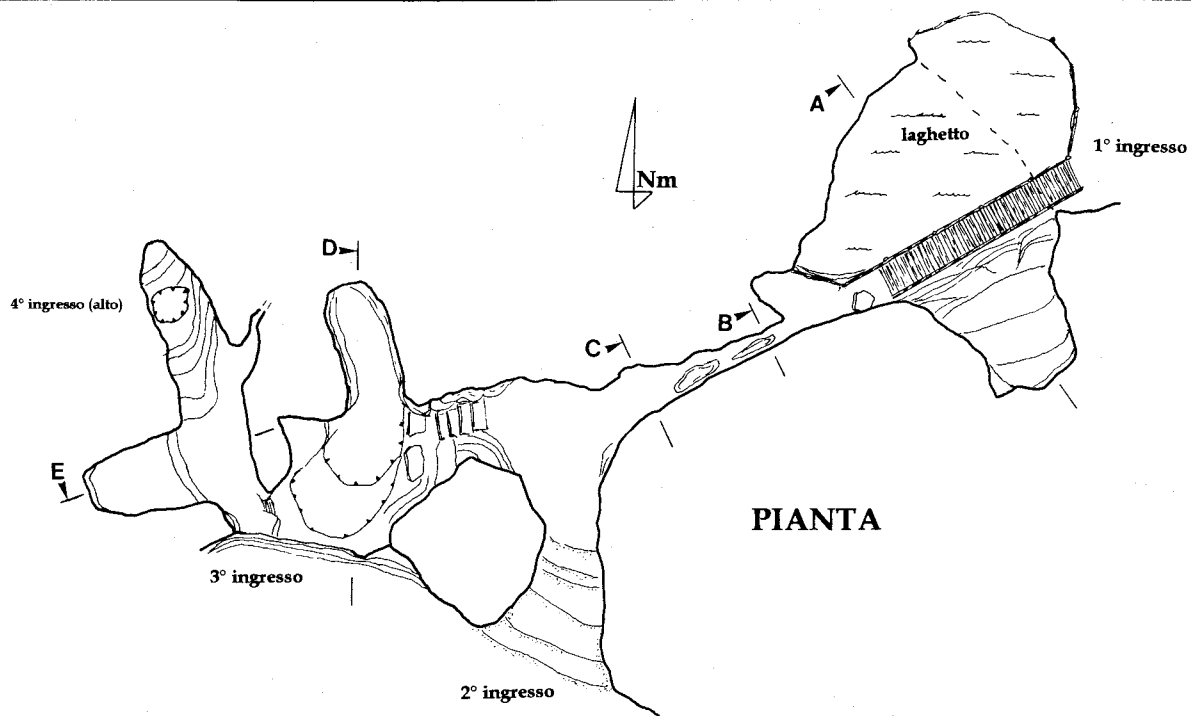 A
laghetto
1° ingresso
Nm
D
4° ingresso (alto)
B
C
E
PIANTA
3° ingresso
2° ingresso